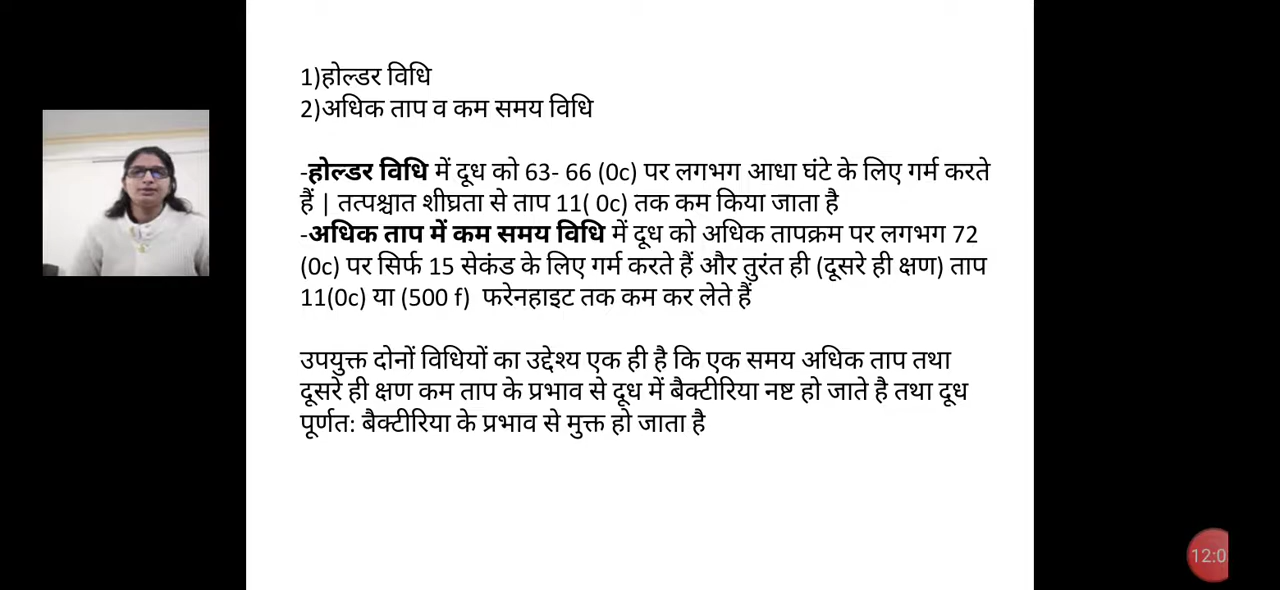 1)होल्डर विधि
2)अधिक ताप व कम समय विधि
-होल्डर विधि में दूध को 63- 66 (0c) पर लगभग आधा घंटे के लिए गर्म करते
हैं | तत्पश्चात शीघ्रता से ताप 11( 0c) तक कम किया जाता है
-अधिक ताप में कम समय विधि में दूध को अधिक तापक्रम पर लगभग 72
(0c) पर सिर्फ 15 सेकंड के लिए गर्म करते हैं और तुरंत ही (दूसरे ही क्षण) ताप
11(0c) या (500 f) फरेनहाइट तक कम कर लेते हैं
उपयुक्त दोनों विधियों का उद्देश्य एक ही है कि एक समय अधिक ताप तथा
दूसरे ही क्षण कम ताप के प्रभाव से दूध में बैक्टीरिया नष्ट हो जाते है तथा दूध
पूर्णत: बैक्टीरिया के प्रभाव से मुक्त हो जाता है
12:0